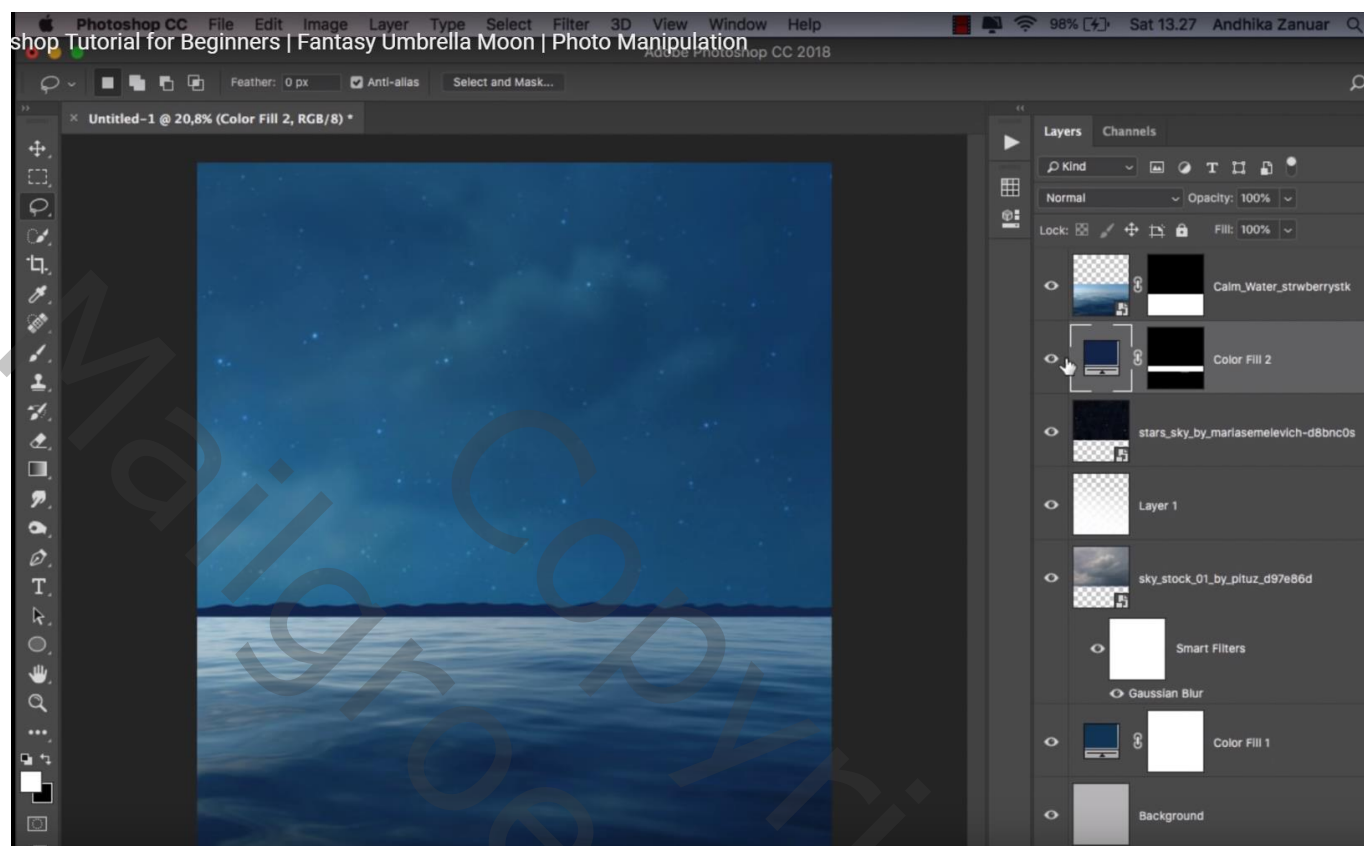 Photoshop CC File Edit Image Layer Type Select Filter 3D View Window Help 98% Sat 13.27 Andhika Zanuar
shop Tutorial for Beginners | Fantasy Umbrella Moon | Photo Manipulation
Adobe Photoshop CC 2018
Feather: 0 px Anti-alias Select and Mask...
Untitled-1 @ 20,8% (Color Fill 2, RGB/8) *
Layers Channels
Kind
Normal Opacity: 100%
Lock: Fill: 100%
Calm_Water_strwberrystk
Color Fill 2
stars_sky_by_mariasemelevich-d8bnc0s
Layer 1
sky_stock_01_by_pituz_d97e86d
Smart Filters
Gaussian Blur
Color Fill 1
Background